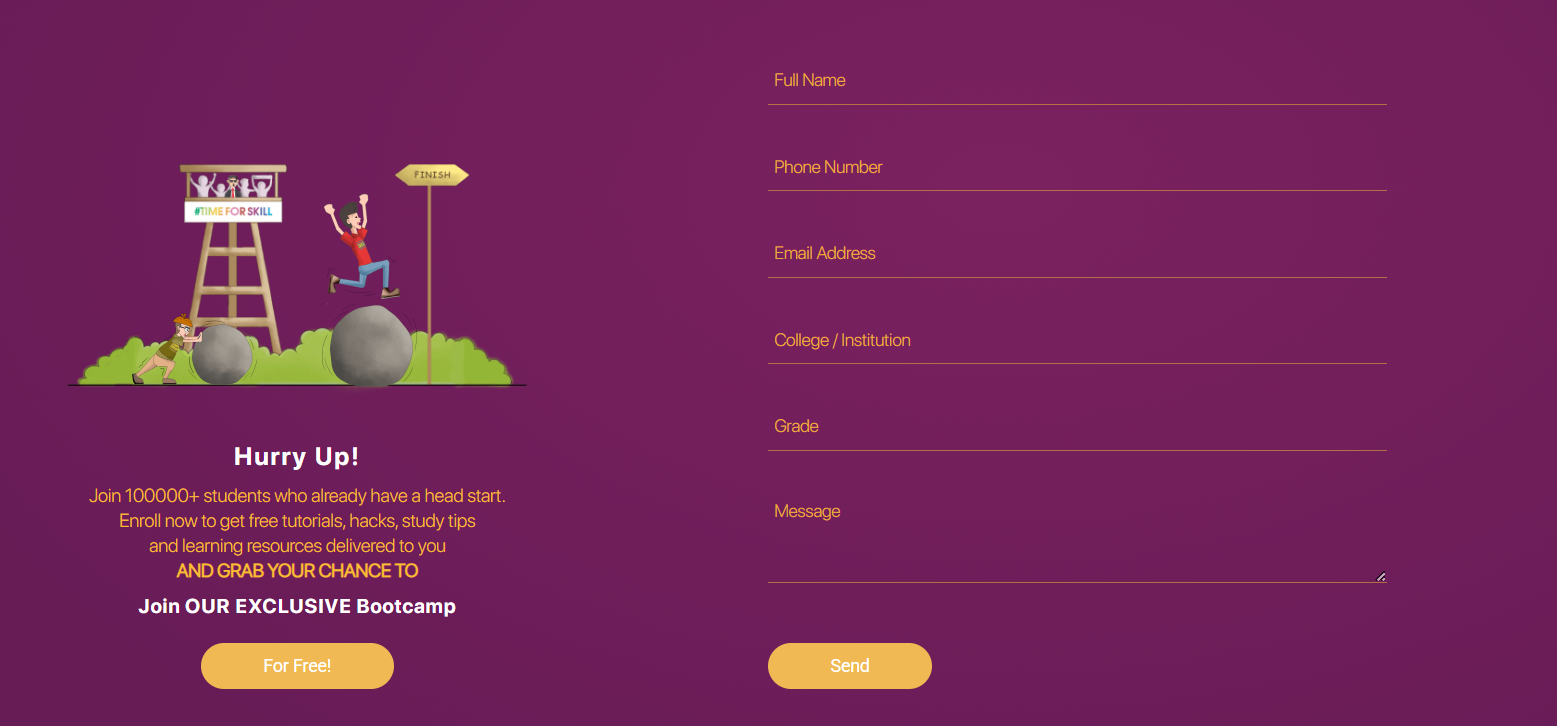 FINISH
#TIME FOR SKILL
Hurry Up!
Join 100000+ students who already have a head start.
Enroll now to get free tutorials, hacks, study tips
and learning resources delivered to you
AND GRAB YOUR CHANCE TO
Join OUR EXCLUSIVE Bootcamp
For Free!
Full Name
Phone Number
Email Address
College / Institution
Grade
Message
Send